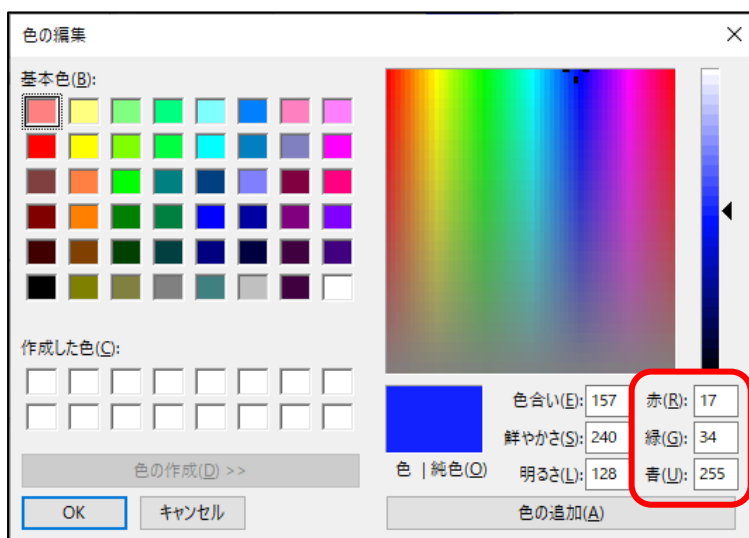 色の編集
基本色(B):
作成した色(C):
色の作成(D) >>
OK
キャンセル
色 | 純色(O)
色合い(E): 157
鮮やかさ(S): 240
明るさ(L): 128
赤(R): 17
緑(G): 34
青(U): 255
色の追加(A)